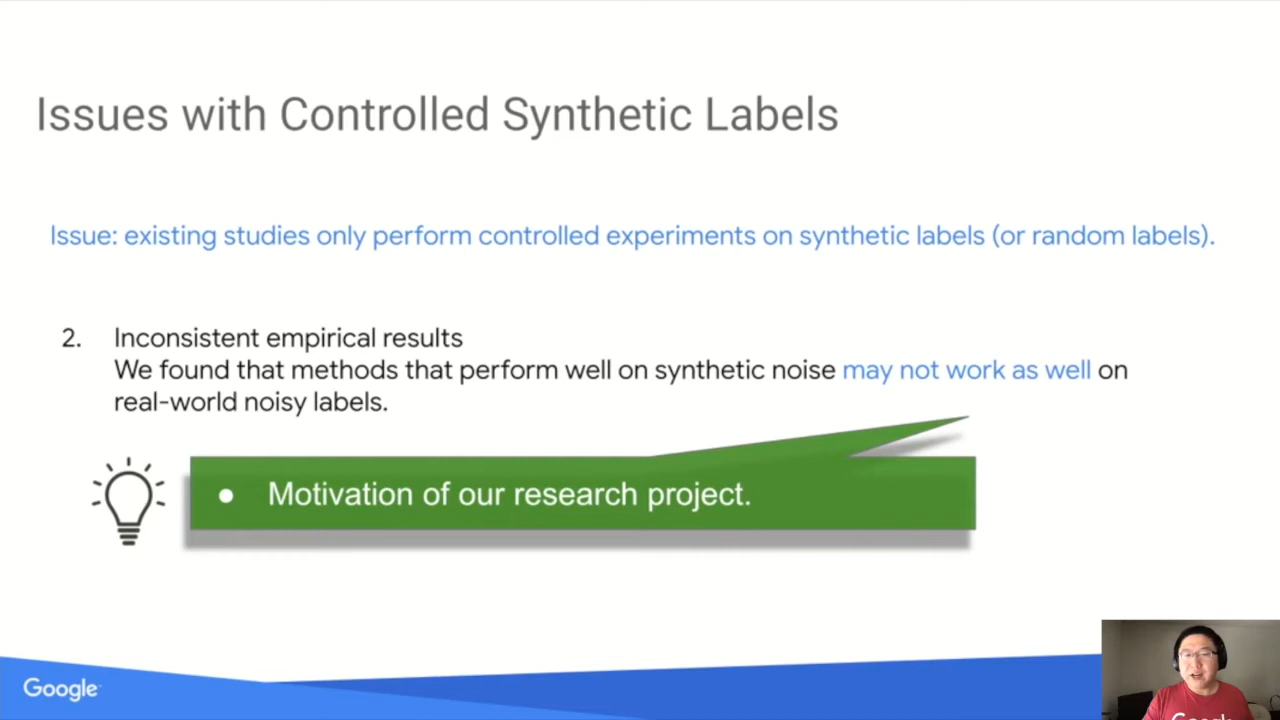 Issues with Controlled Synthetic Labels
Issue: existing studies only perform controlled experiments on synthetic labels (or random labels).
2. Inconsistent empirical results
We found that methods that perform well on synthetic noise may not work as well on
real-world noisy labels.
● Motivation of our research project.
Google